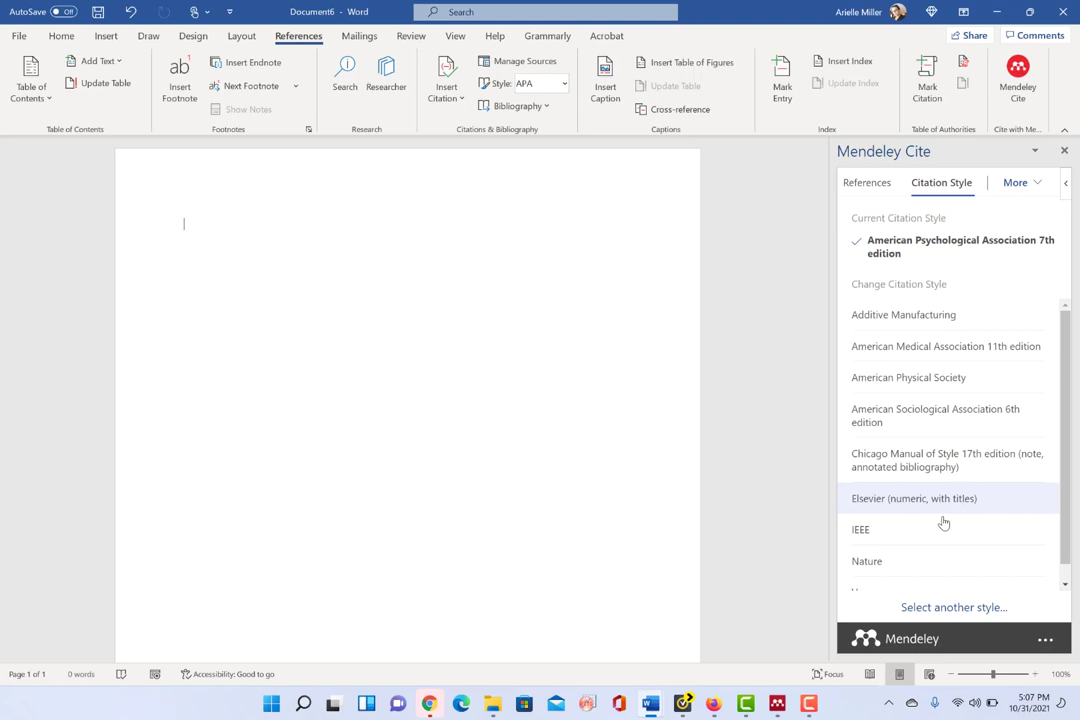 AutoSave Off
Document6 - Word
Search
Arielle Miller
File Home Insert Draw Design Layout References Mailings Review View Help Grammarly Acrobat
Share Comments
Table of Contents
Add Text
Update Table
Table of Contents
ab1
Insert Footnote
Insert Endnote
Next Footnote
Show Notes
Footnotes
Search
Researcher
Research
Insert Citation
Manage Sources
Style: APA
Bibliography
Citations & Bibliography
Insert Caption
Insert Table of Figures
Update Table
Cross-reference
Captions
Mark Entry
Insert Index
Update Index
Index
Mark Citation
Table of Authorities
Mendeley Cite
Cite with Me...
Mendeley Cite
References Citation Style More
Current Citation Style
American Psychological Association 7th
edition
Change Citation Style
Additive Manufacturing
American Medical Association 11th edition
American Physical Society
American Sociological Association 6th
edition
Chicago Manual of Style 17th edition (note,
annotated bibliography)
Elsevier (numeric, with titles)
IEEE
Nature
Select another style...
Mendeley
Page 1 of 1 0 words Accessibility: Good to go Focus 100%
5:07 PM
10/31/2021